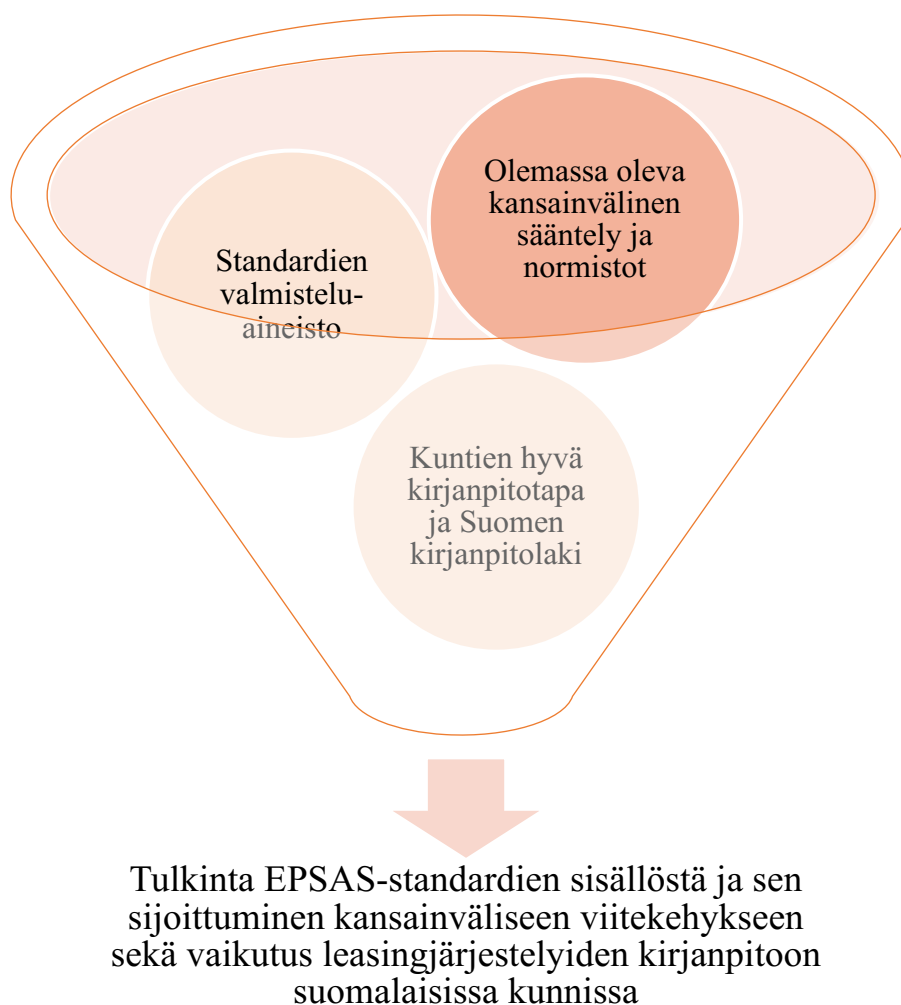 Olemassa oleva
kansainvälinen
sääntely ja
normistot
Standardien
valmistelu-
aineisto
Kuntien hyvä
kirjanpitotapa
ja Suomen
kirjanpitolaki
Tulkinta EPSAS-standardien sisällöstä ja sen
sijoittuminen kansainväliseen viitekehykseen
sekä vaikutus leasingjärjestelyiden kirjanpitoon
suomalaisissa kunnissa